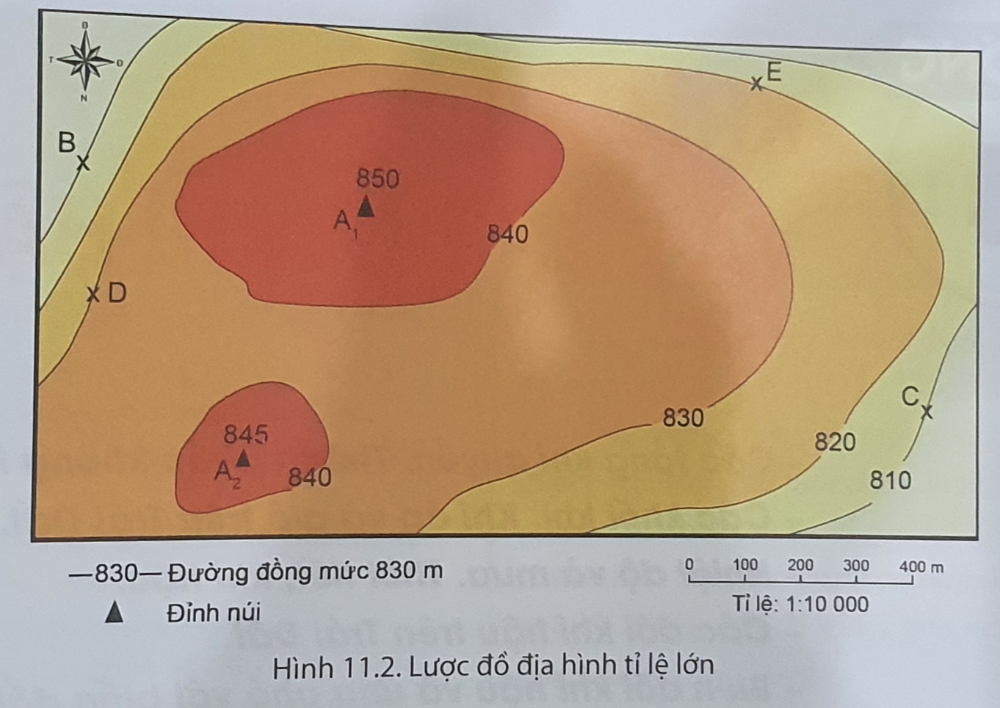 B
T
Đ
N
B
E
850
A1
840
D
C
845
A2
840
830
820
810
—830— Đường đồng mức 830 m
Đỉnh núi
0 100 200 300 400 m
Tỉ lệ: 1:10 000
Hình 11.2. Lược đồ địa hình tỉ lệ lớn